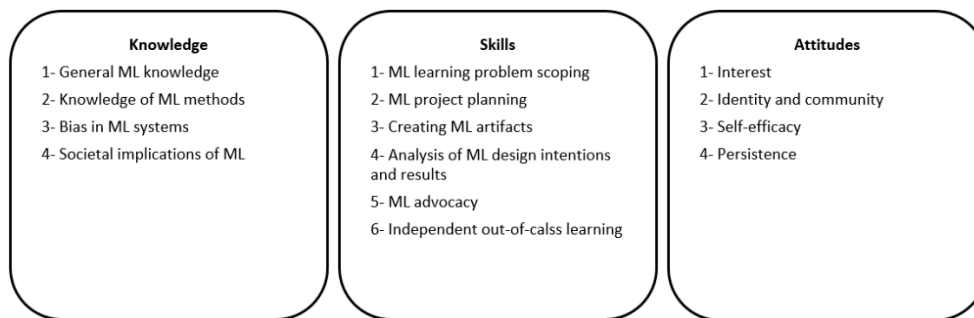 Knowledge
1- General ML knowledge
2- Knowledge of ML methods
3- Bias in ML systems
4- Societal implications of ML
Skills
1- ML learning problem scoping
2- ML project planning
3- Creating ML artifacts
4- Analysis of ML design intentions
and results
5- ML advocacy
6- Independent out-of-calss learning
Attitudes
1- Interest
2- Identity and community
3- Self-efficacy
4- Persistence